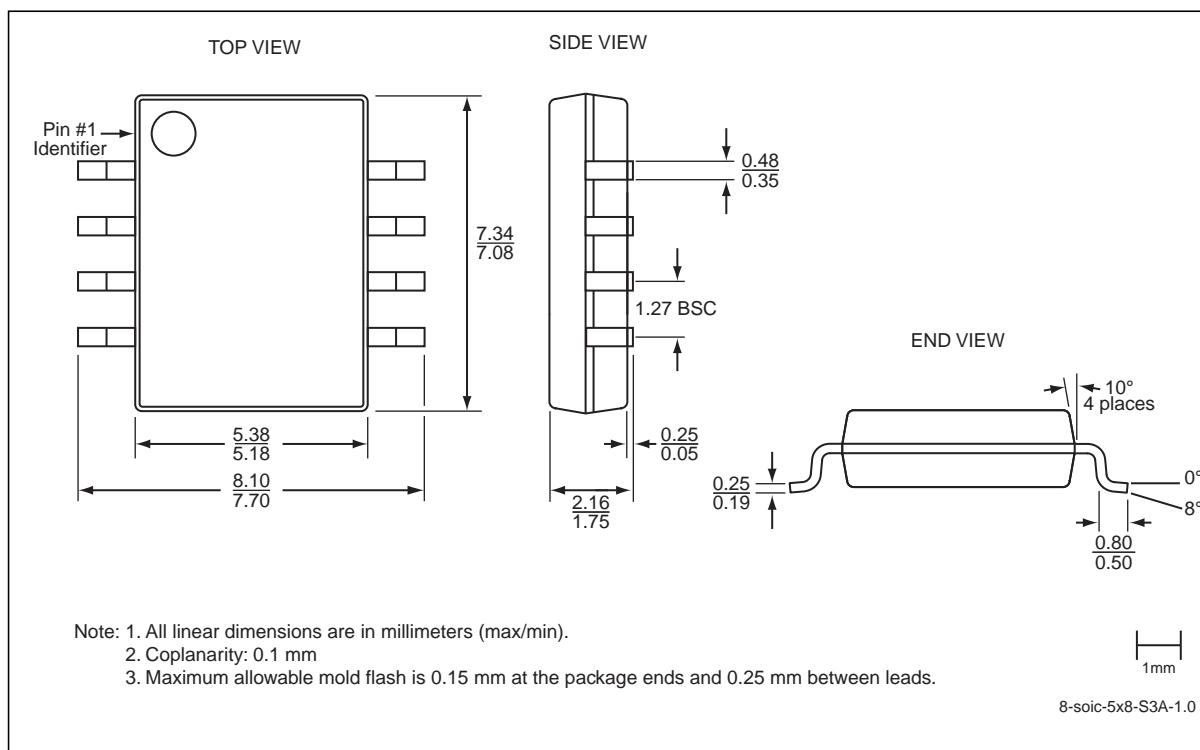 TOP VIEW
SIDE VIEW
Pin #1
Identifier
0.48
0.35
7.34
7.08
1.27 BSC
END VIEW
10°
4 places
5.38
5.18
0.25
0.05
8.10
7.70
2.16
1.75
0.25
0.19
0°
8°
0.80
0.50
Note: 1. All linear dimensions are in millimeters (max/min).
2. Coplanarity: 0.1 mm
3. Maximum allowable mold flash is 0.15 mm at the package ends and 0.25 mm between leads.
1mm
8-soic-5x8-S3A-1.0